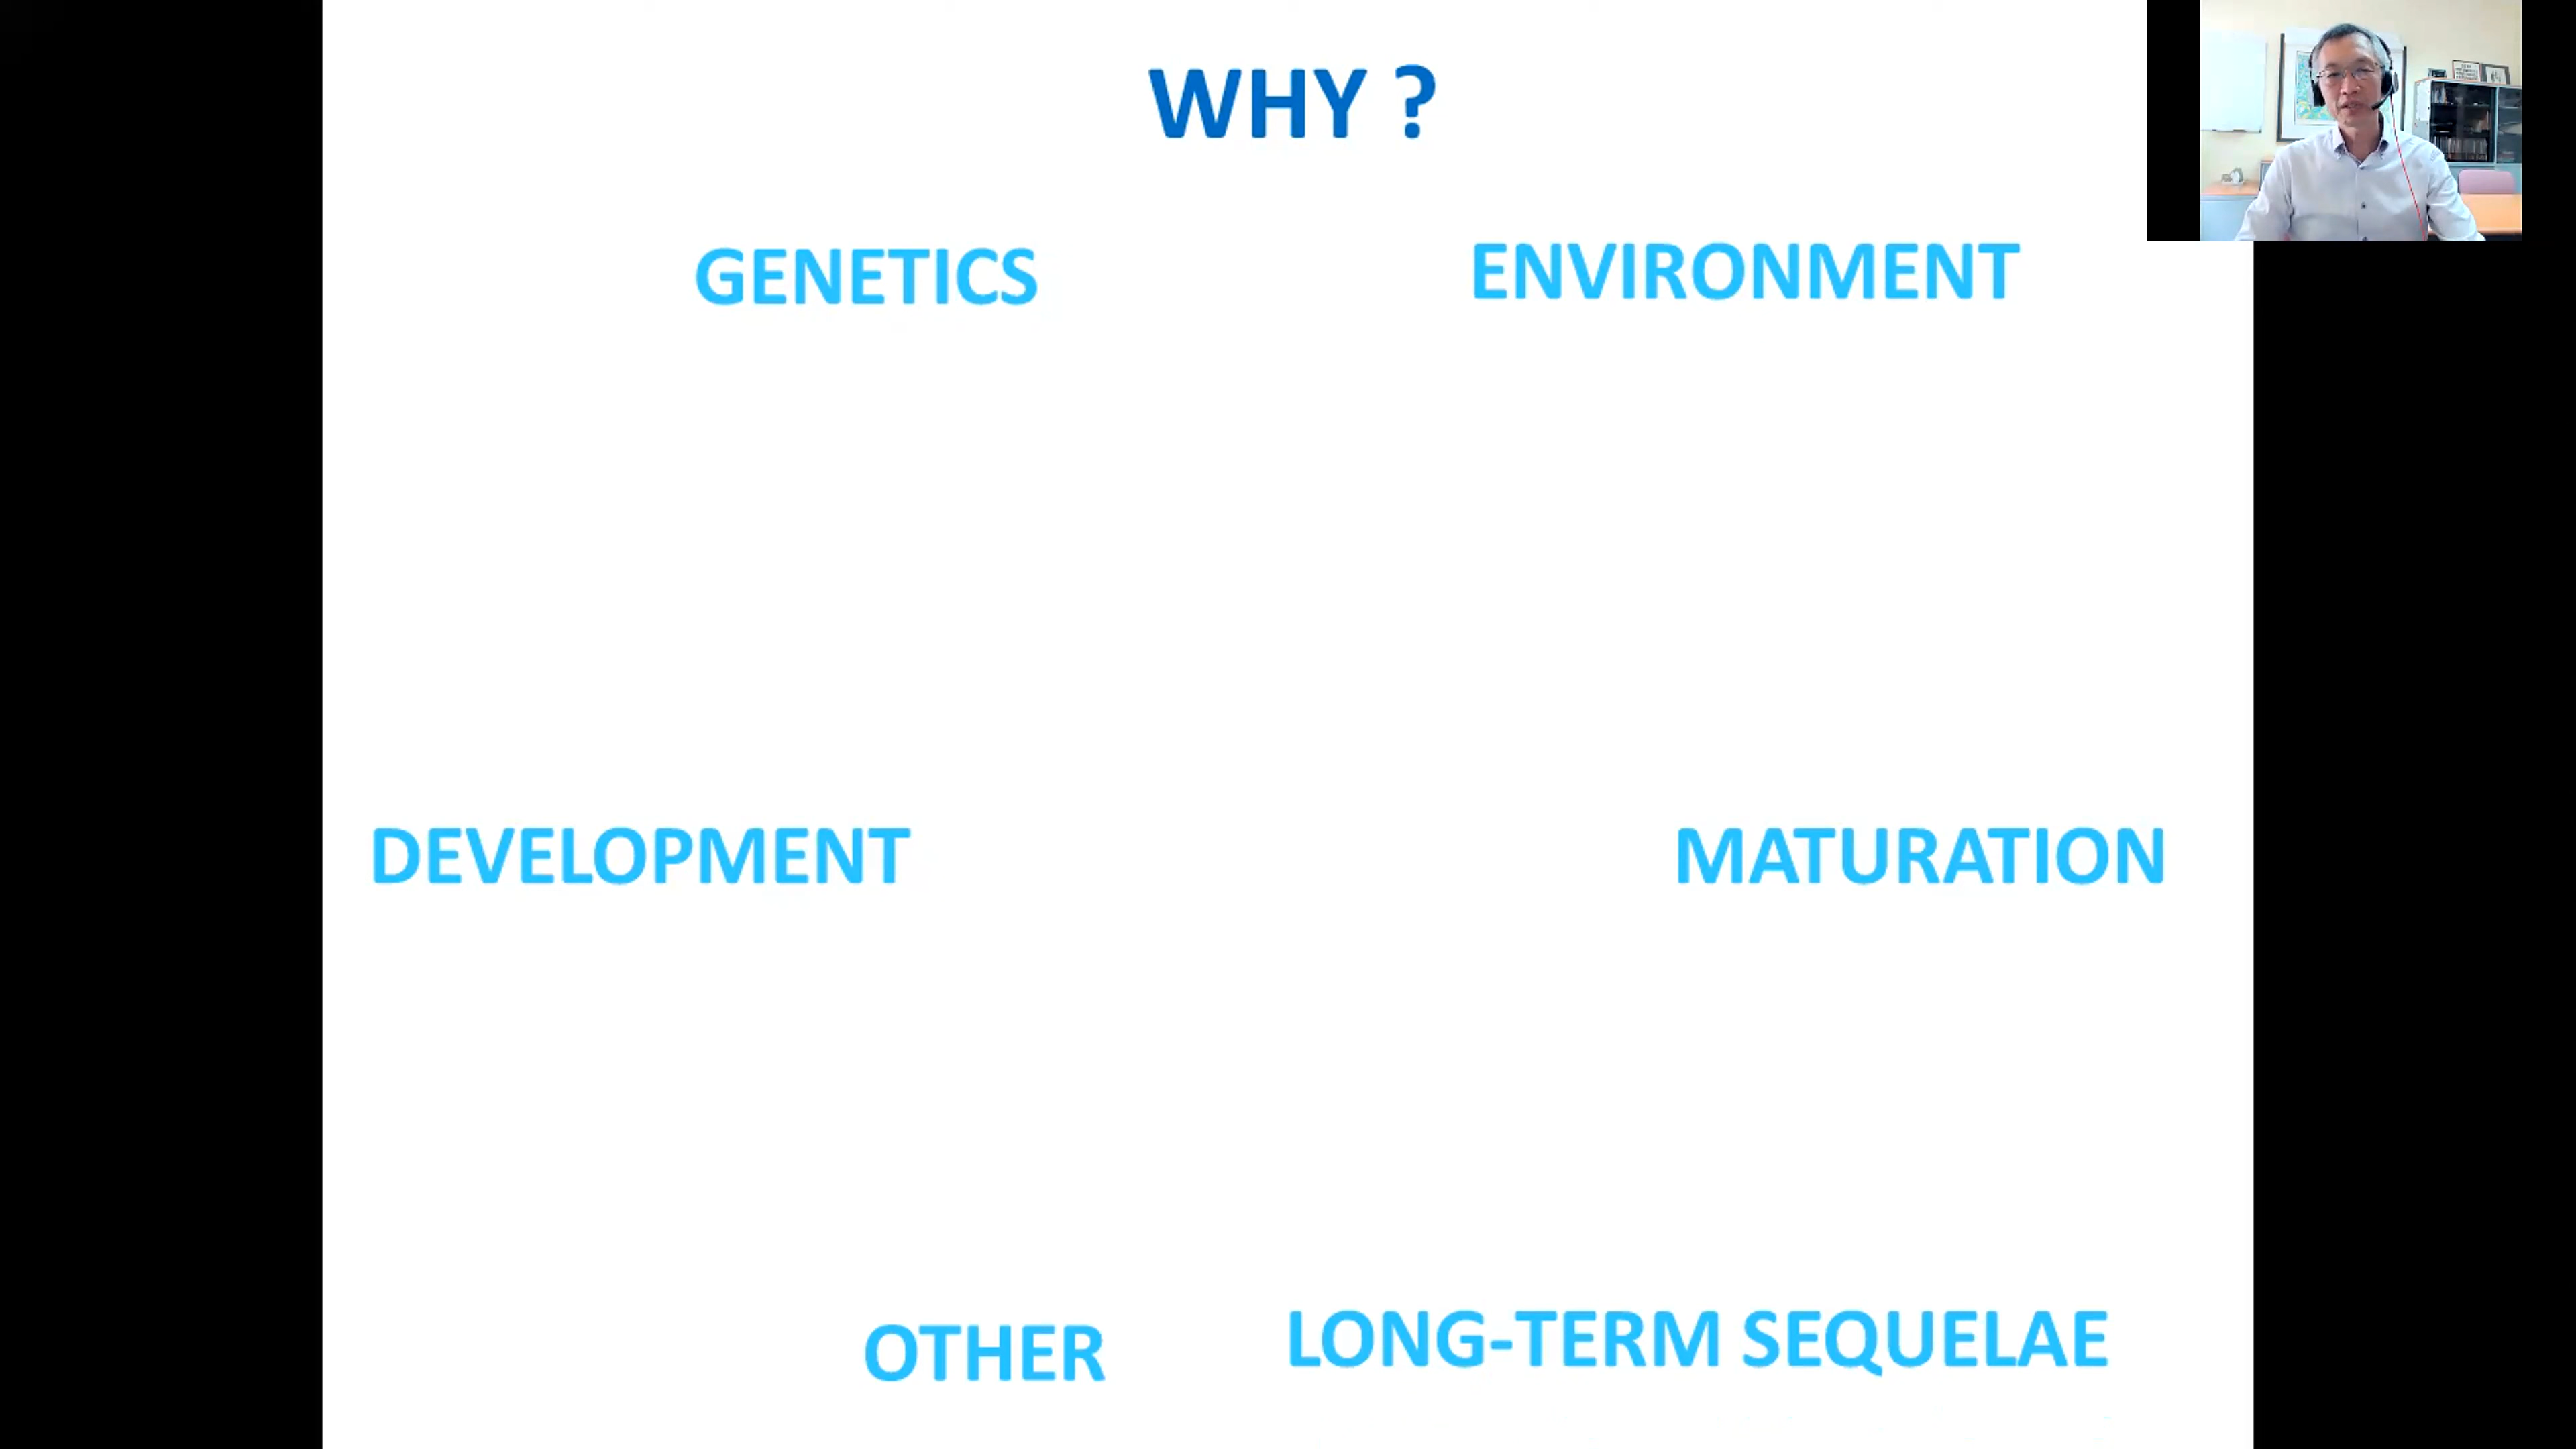 WHY ?
GENETICS
ENVIRONMENT
DEVELOPMENT
MATURATION
OTHER
LONG-TERM SEQUELAE